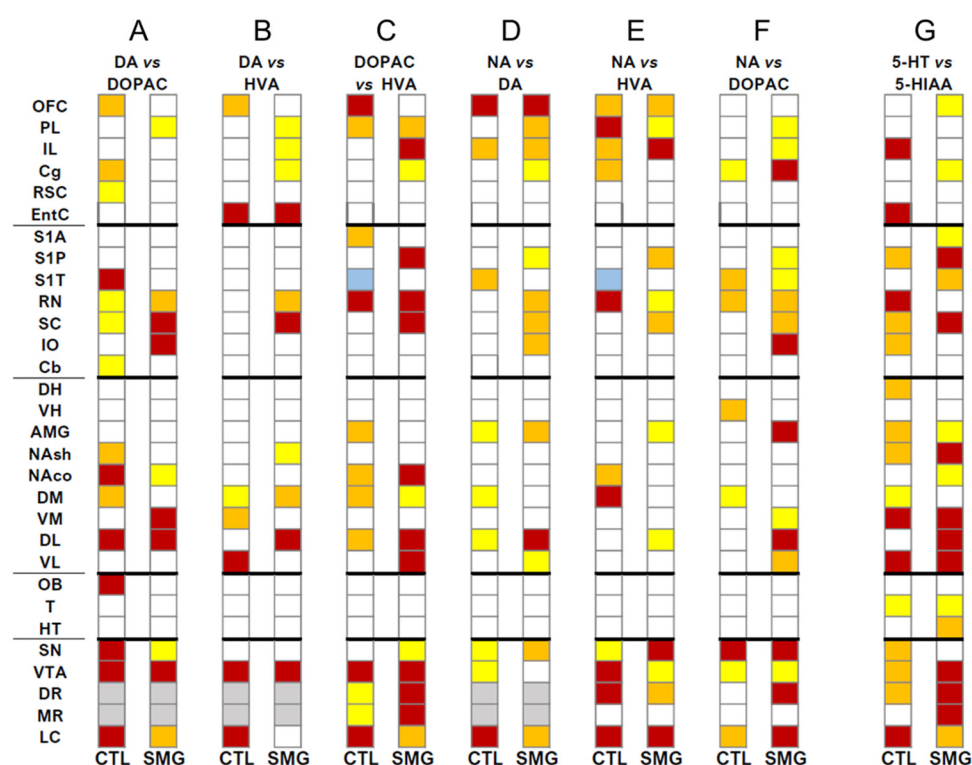 A B C D E F G
DA vs DA vs DOPAC NA vs NA vs NA vs 5-HT vs
DOPAC HVA vs HVA DA HVA DOPAC 5-HIAA
OFC
PL
IL
Cg
RSC
EntC
S1A
S1P
S1T
RN
SC
IO
Cb
DH
VH
AMG
NAsh
NAco
DM
VM
DL
VL
OB
T
HT
SN
VTA
DR
MR
LC
CTL SMG CTL SMG CTL SMG CTL SMG CTL SMG CTL SMG CTL SMG